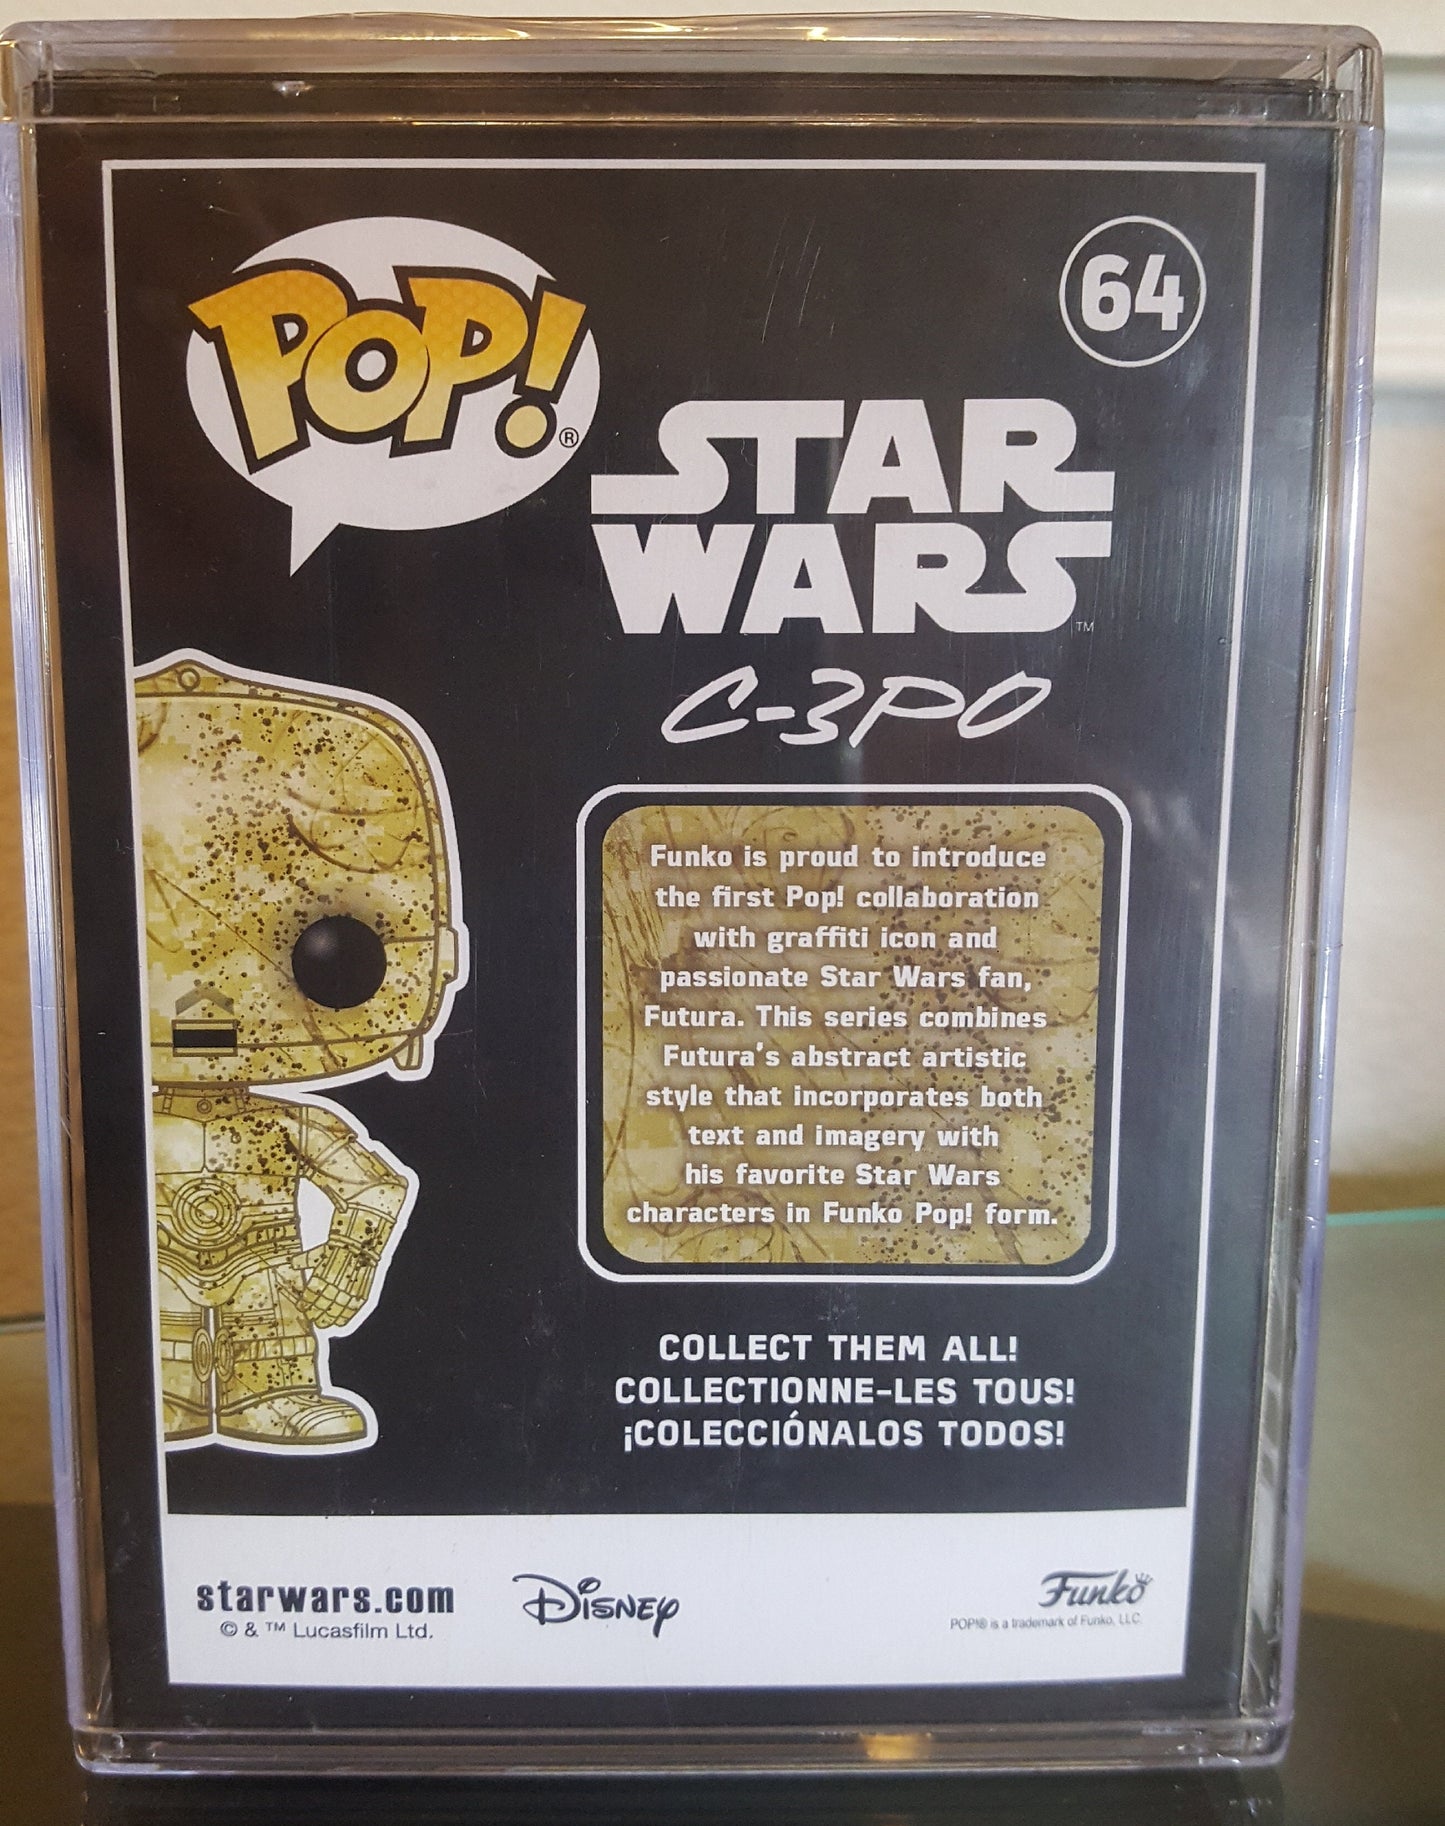 POP!®
64
STAR
WARS™
C-3PO
Funko is proud to introduce
the first Pop! collaboration
with graffiti icon and
passionate Star Wars fan,
Futura. This series combines
Futura's abstract artistic
style that incorporates both
text and imagery with
his favorite Star Wars
characters in Funko Pop! form.
COLLECT THEM ALL!
COLLECTIONNE-LES TOUS!
¡COLECCIÓNALOS TODOS!
starwars.com
© & ™ Lucasfilm Ltd.
Disney
Funko
POP!® is a trademark of Funko, LLC.